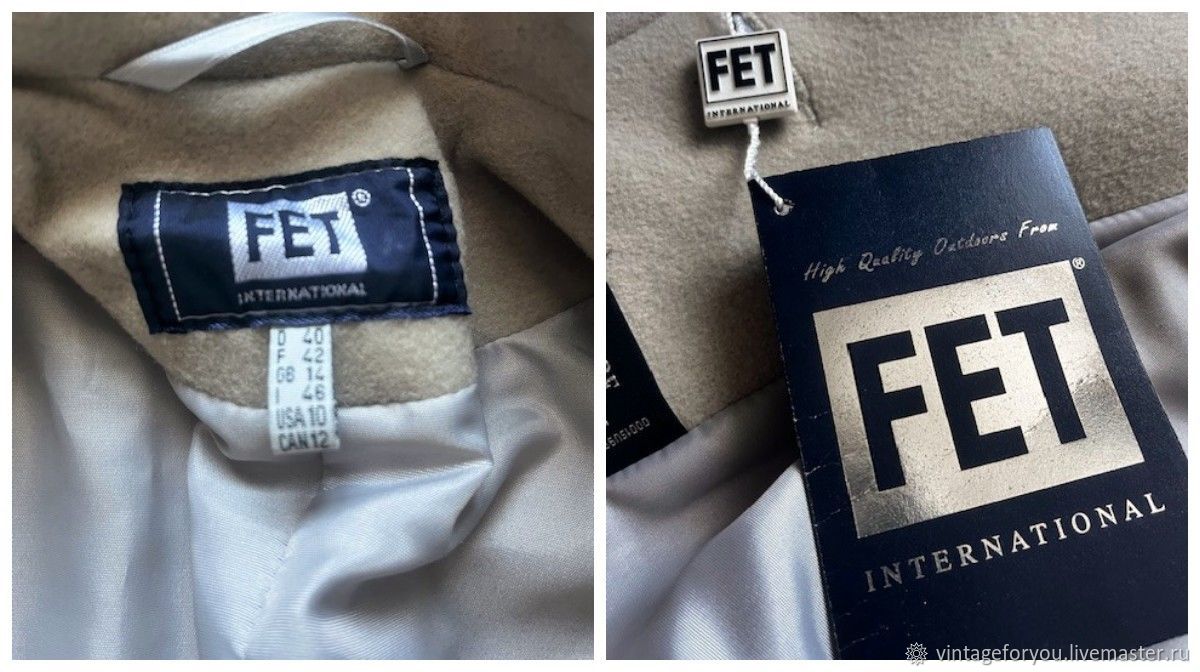 FET®
INTERNATIONAL
D 40
F 42
GB 14
I 46
USA 10
CAN 12
FET
INTERNATIONAL
High Quality Outdoors From
FET®
INTERNATIONAL
vintageforyou.livemaster.ru